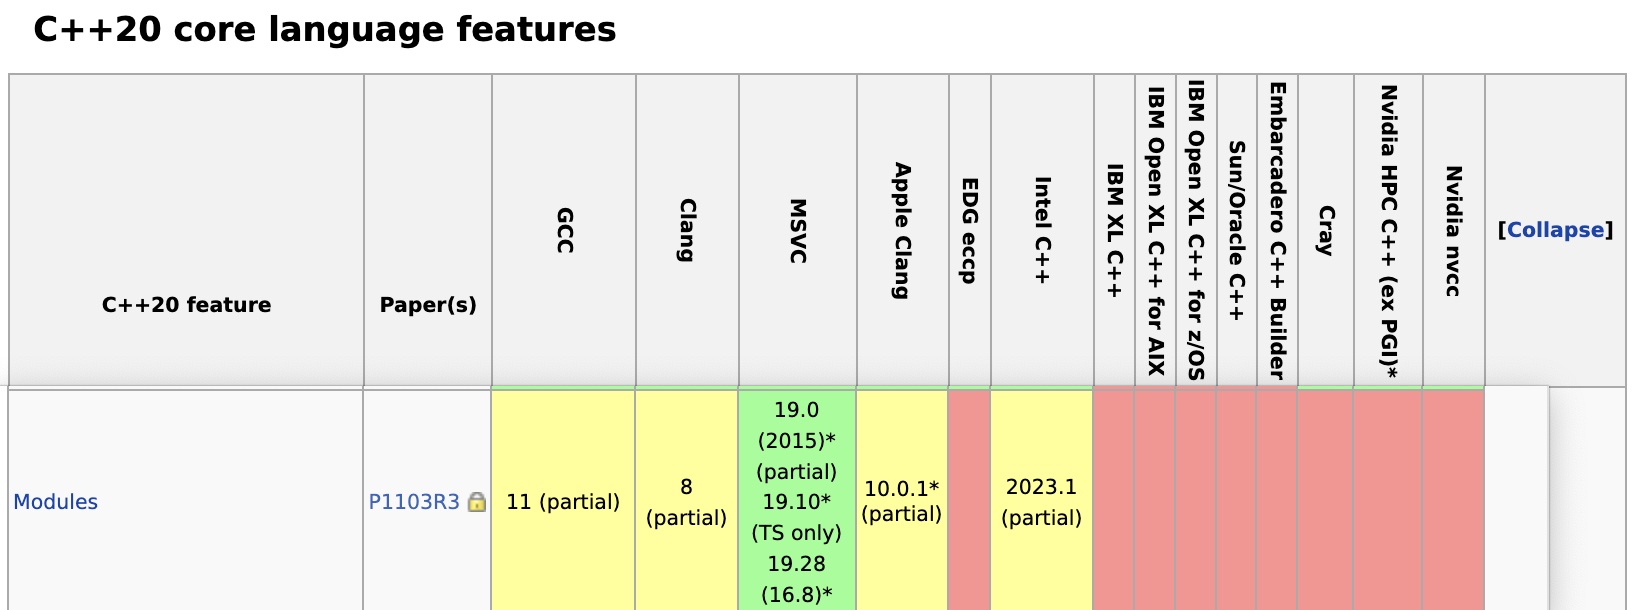 C++20 core language features
C++20 feature
Paper(s)
GCC
Clang
MSVC
Apple Clang
EDG eccp
Intel C++
IBM XL C++
IBM Open XL C++ for AIX
IBM Open XL C++ for z/OS
Sun/Oracle C++
Embarcadero C++ Builder
Cray
Nvidia HPC C++ (ex PGI)*
Nvidia nvcc
[Collapse]
Modules
P1103R3
11 (partial)
8
(partial)
19.0
(2015)*
(partial)
19.10*
(TS only)
19.28
(16.8)*
10.0.1*
(partial)
2023.1
(partial)